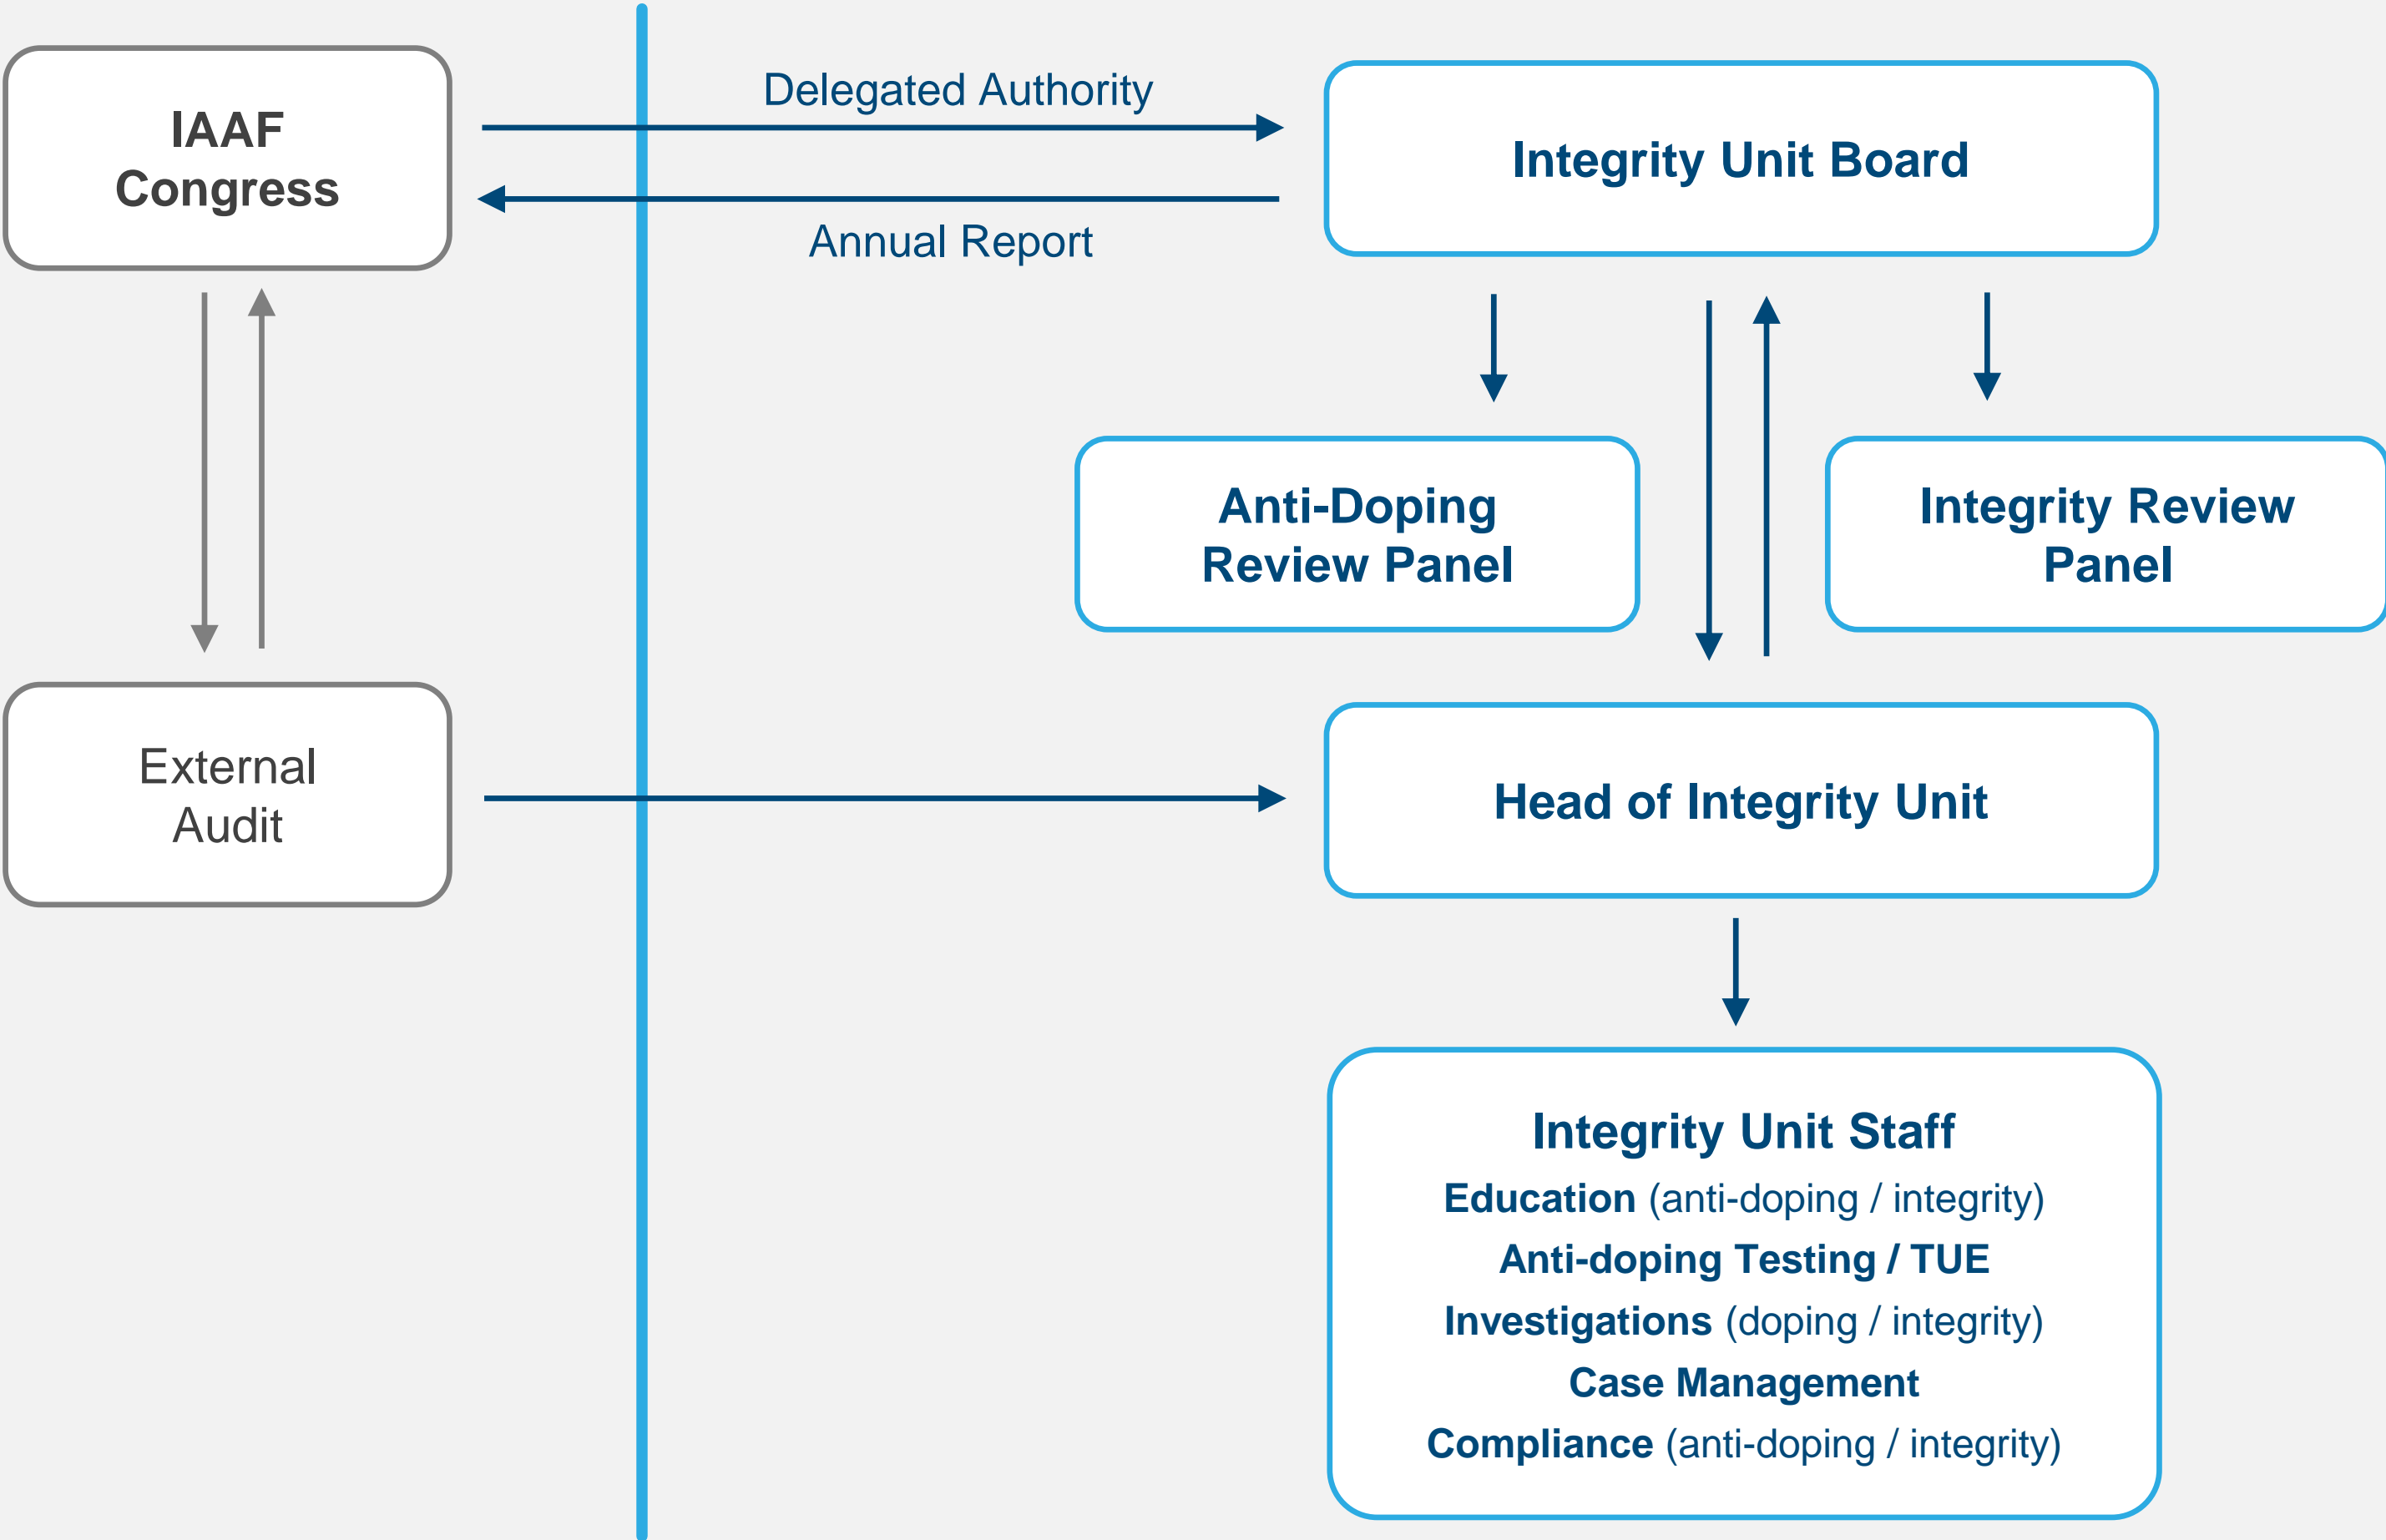 IAAF
Congress
Delegated Authority
Annual Report
Integrity Unit Board
Anti-Doping
Review Panel
Integrity Review
Panel
External
Audit
Head of Integrity Unit
Integrity Unit Staff
Education (anti-doping / integrity)
Anti-doping Testing / TUE
Investigations (doping / integrity)
Case Management
Compliance (anti-doping / integrity)